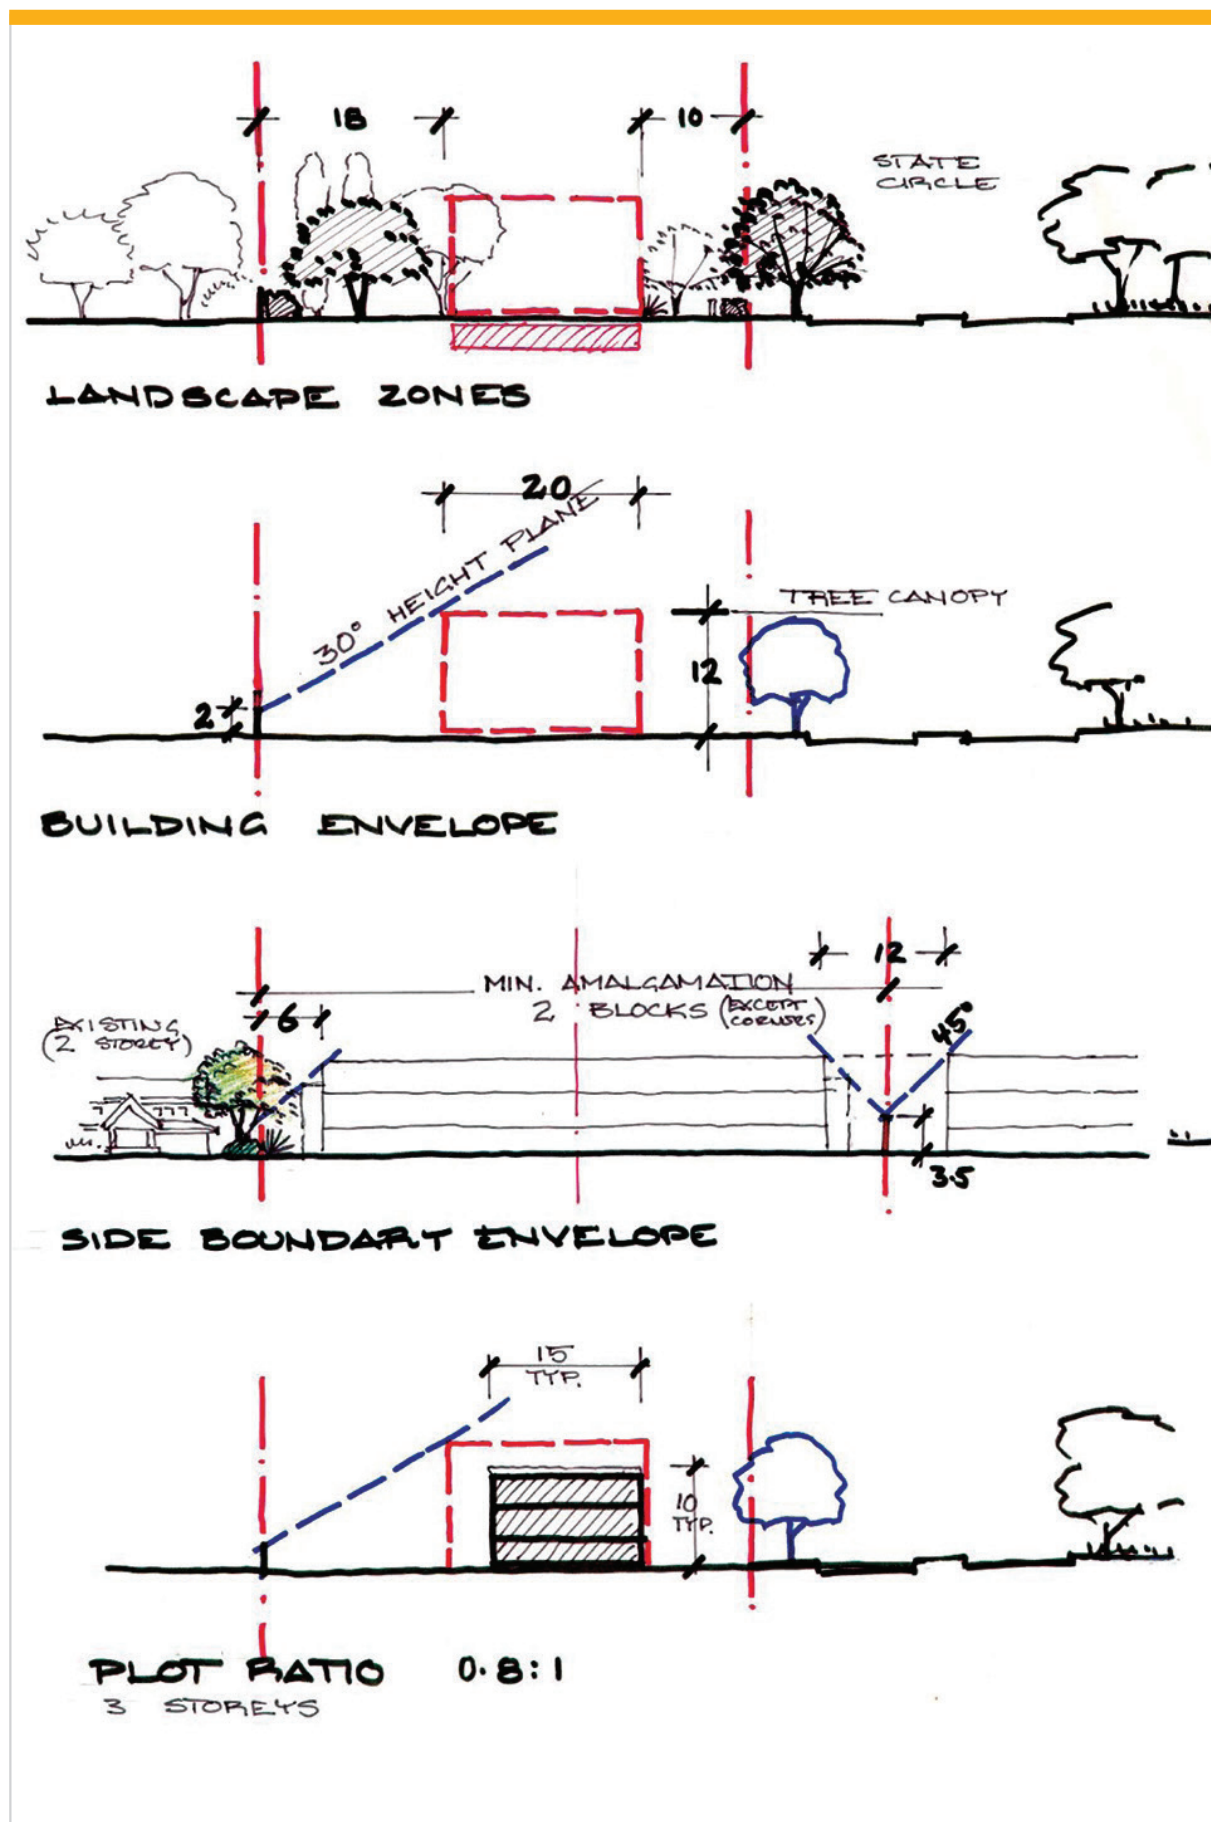 18
10
STATE
CIRCLE
LANDSCAPE ZONES
20
30° HEIGHT PLANE
TREE CANOPY
12
2
BUILDING ENVELOPE
12
MIN. AMALGAMATION
2 BLOCKS (EXCEPT
CORNERS)
6
EXISTING
(2 STOREY)
45°
3.5
SIDE BOUNDARY ENVELOPE
15
TYP.
10
TYP.
PLOT RATIO 0.8:1
3 STOREYS